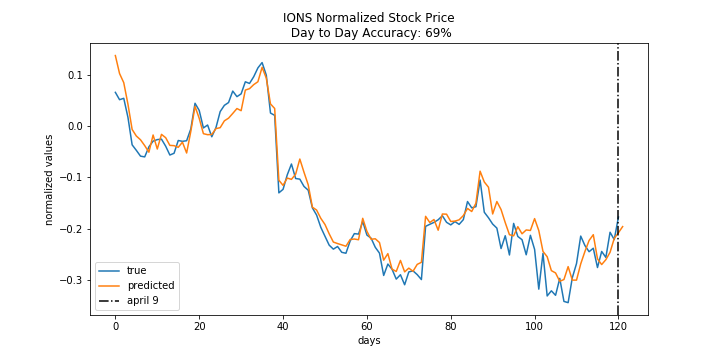 IONS Normalized Stock Price
Day to Day Accuracy: 69%
normalized values
0.1
0.0
−0.1
−0.2
−0.3
true
predicted
april 9
0 20 40 60 80 100 120
days